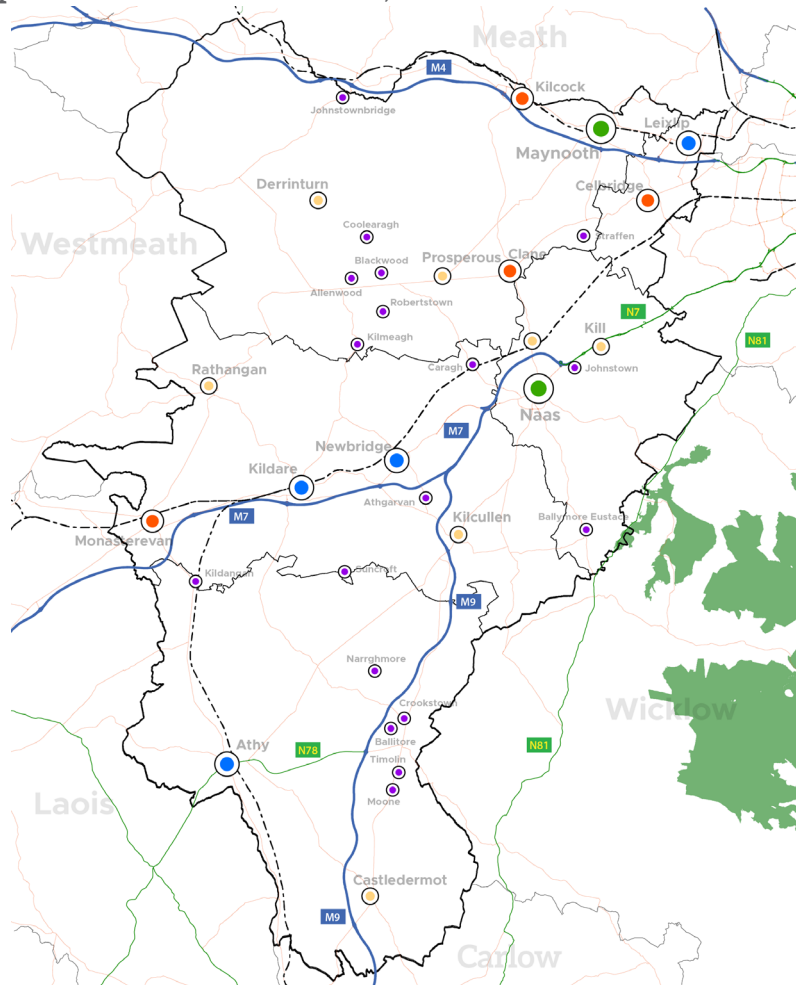 Meath
M4
Kilcock
Johnstownbridge
Leixlip
Maynooth
Derrinturn
Celbridge
Coolearagh
Straffen
Westmeath
Blackwood
Prosperous
Clane
Allenwood
Robertstown
N7
Kill
Kilmeagh
N81
Caragh
Johnstown
Rathangan
Naas
M7
Newbridge
Kildare
Athgarvan
M7
Kilcullen
Ballymore Eustace
Monasterevan
Kildangan
Suncroft
M9
Narrghmore
Crookstown
Wicklow
Ballitore
Athy
N78
N81
Timolin
Laois
Moone
Castledermot
M9
Carlow